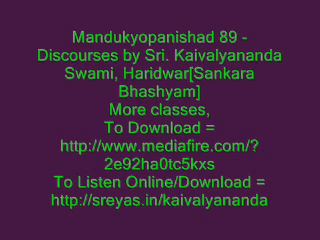 Mandukyopanishad 89 -
Discourses by Sri. Kaivalyananda
Swami, Haridwar[Sankara
Bhashyam]
More classes,
To Download =
http://www.mediafire.com/?
2e92ha0tc5kxs
To Listen Online/Download =
http://sreyas.in/kaivalyananda